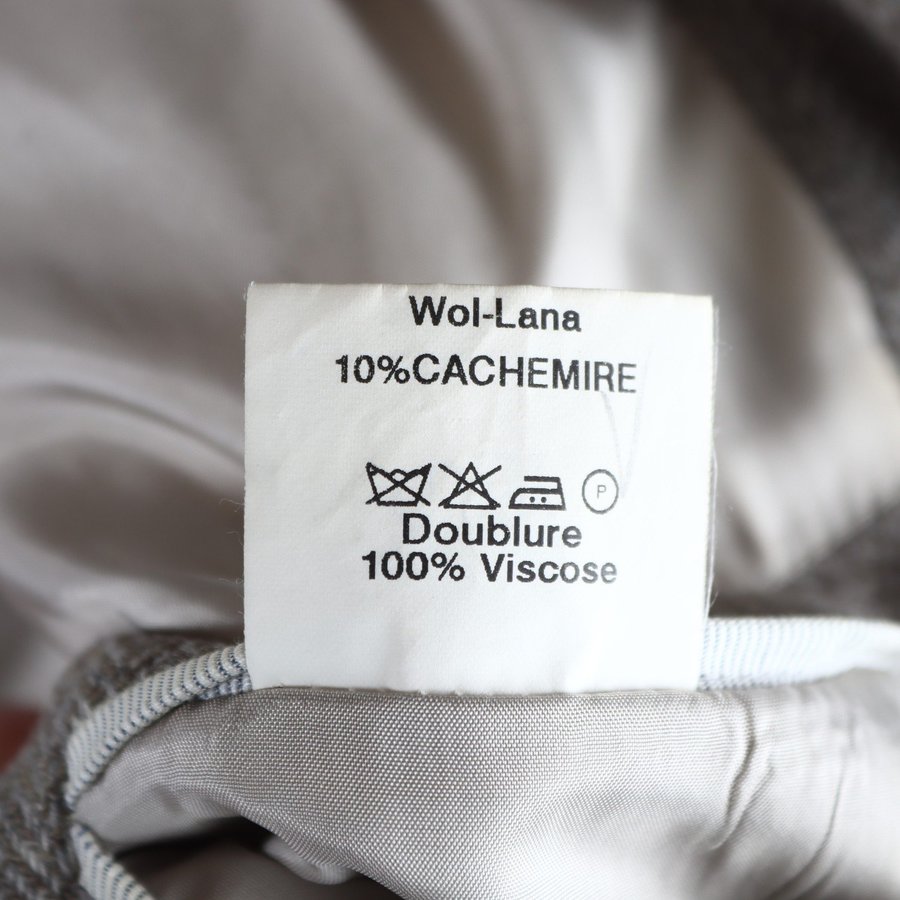 Wol-Lana
10%CACHEMIRE
P
Doublure
100% Viscose